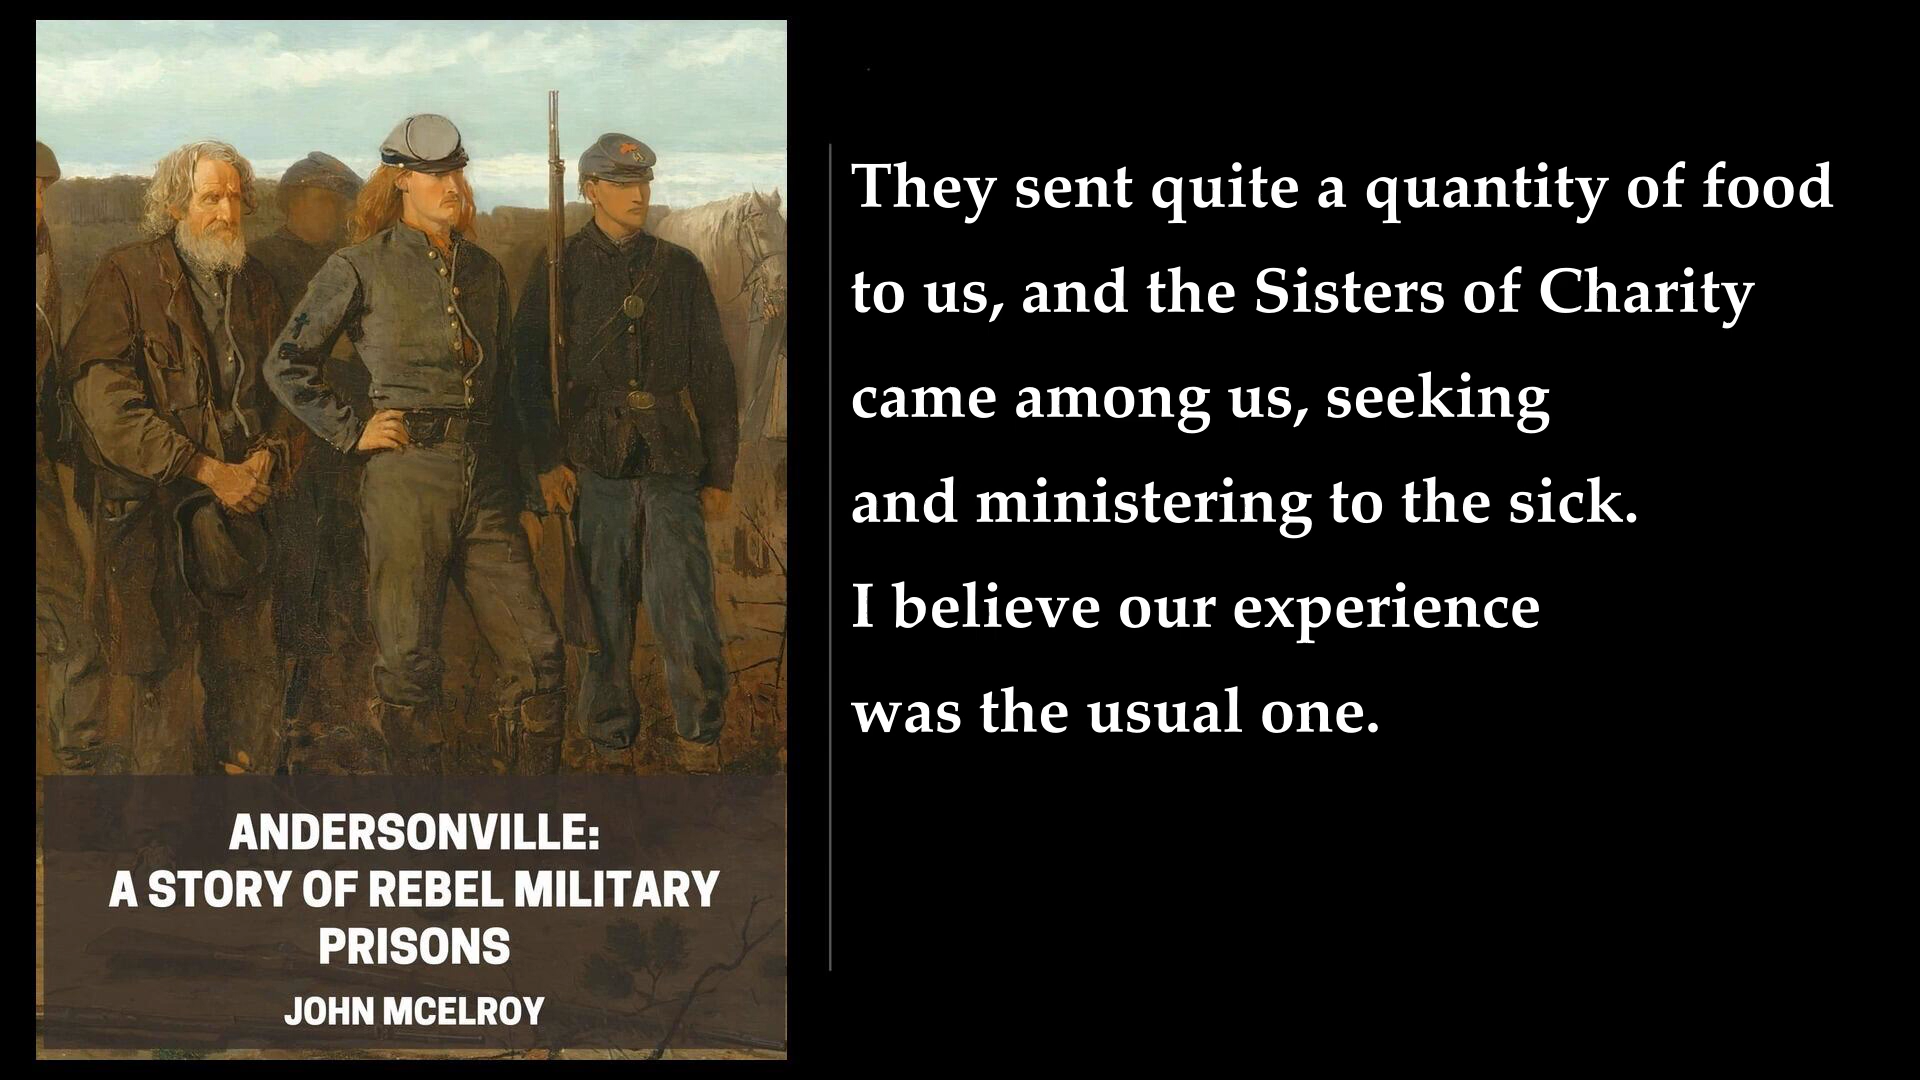 ANDERSONVILLE:
A STORY OF REBEL MILITARY
PRISONS
JOHN MCELROY
They sent quite a quantity of food
to us, and the Sisters of Charity
came among us, seeking
and ministering to the sick.
I believe our experience
was the usual one.